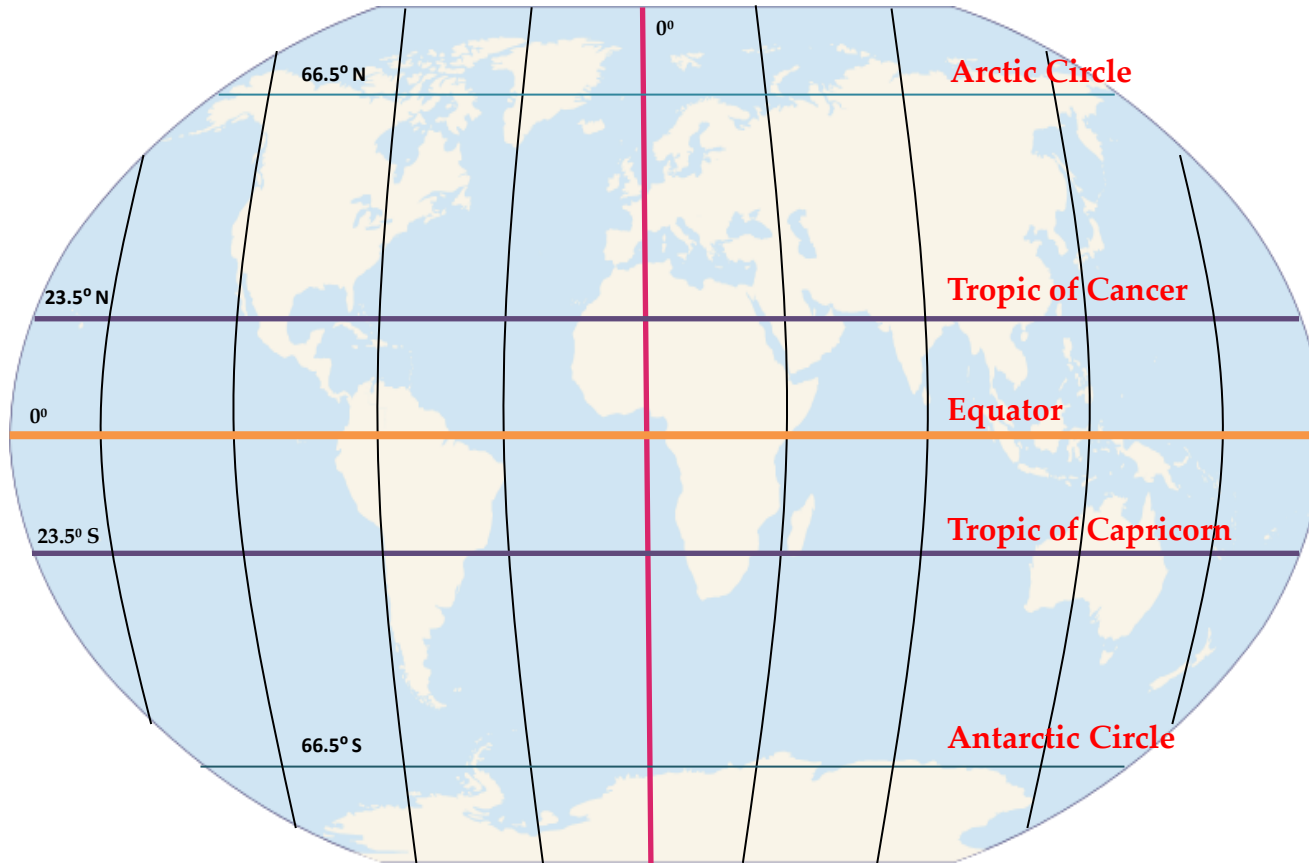 0⁰
66.5⁰ N
Arctic Circle
23.5⁰ N
Tropic of Cancer
0⁰
Equator
23.5⁰ S
Tropic of Capricorn
66.5⁰ S
Antarctic Circle